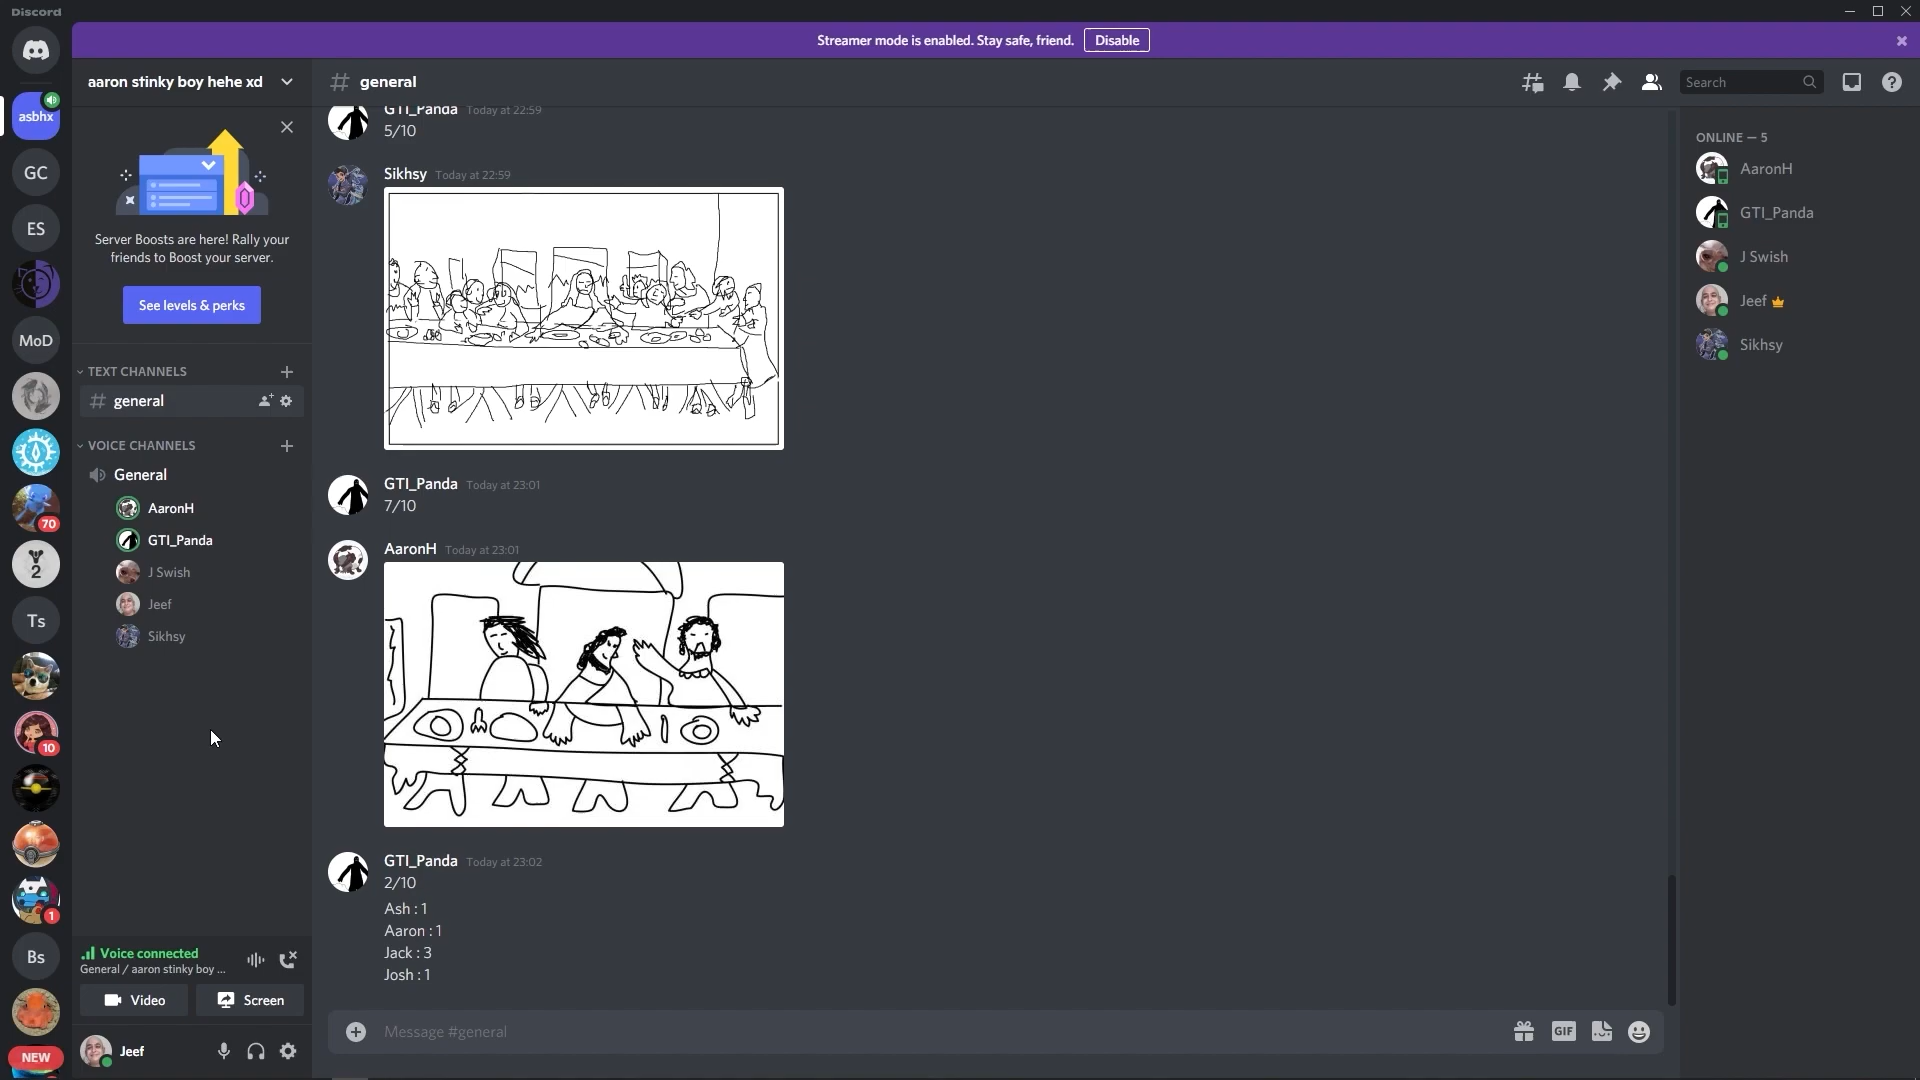 Discord
Streamer mode is enabled. Stay safe, friend.
Disable
asbhx
GC
ES
MoD
70
2
Ts
10
1
Bs
NEW
aaron stinky boy hehe xd
Server Boosts are here! Rally your
friends to Boost your server.
See levels & perks
TEXT CHANNELS
general
VOICE CHANNELS
General
AaronH
GTI_Panda
J Swish
Jeef
Sikhsy
Voice connected
General / aaron stinky boy ...
Video
Screen
Jeef
general
Search
GTI_Panda Today at 22:59
5/10
Sikhsy Today at 22:59
GTI_Panda Today at 23:01
7/10
AaronH Today at 23:01
GTI_Panda Today at 23:02
2/10
Ash : 1
Aaron : 1
Jack : 3
Josh : 1
Message #general
GIF
ONLINE — 5
AaronH
GTI_Panda
J Swish
Jeef
Sikhsy